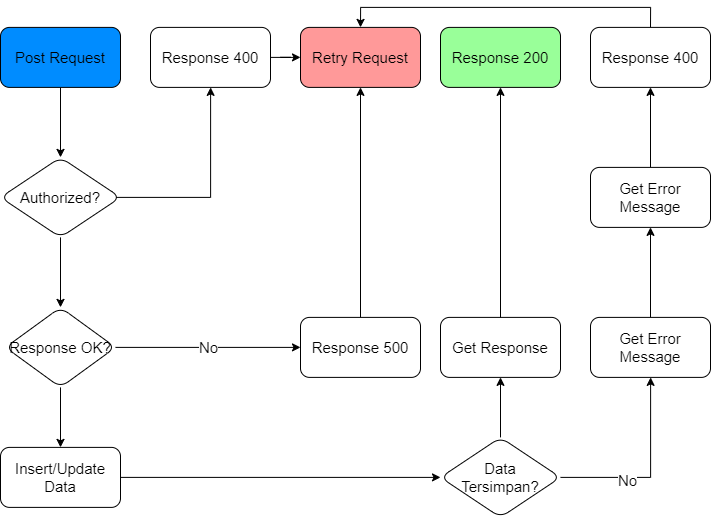 Post Request
Response 400
Retry Request
Response 200
Response 400
Authorized?
Get Error
Message
Response OK?
No
Response 500
Get Response
Get Error
Message
Insert/Update
Data
Data
Tersimpan?
No